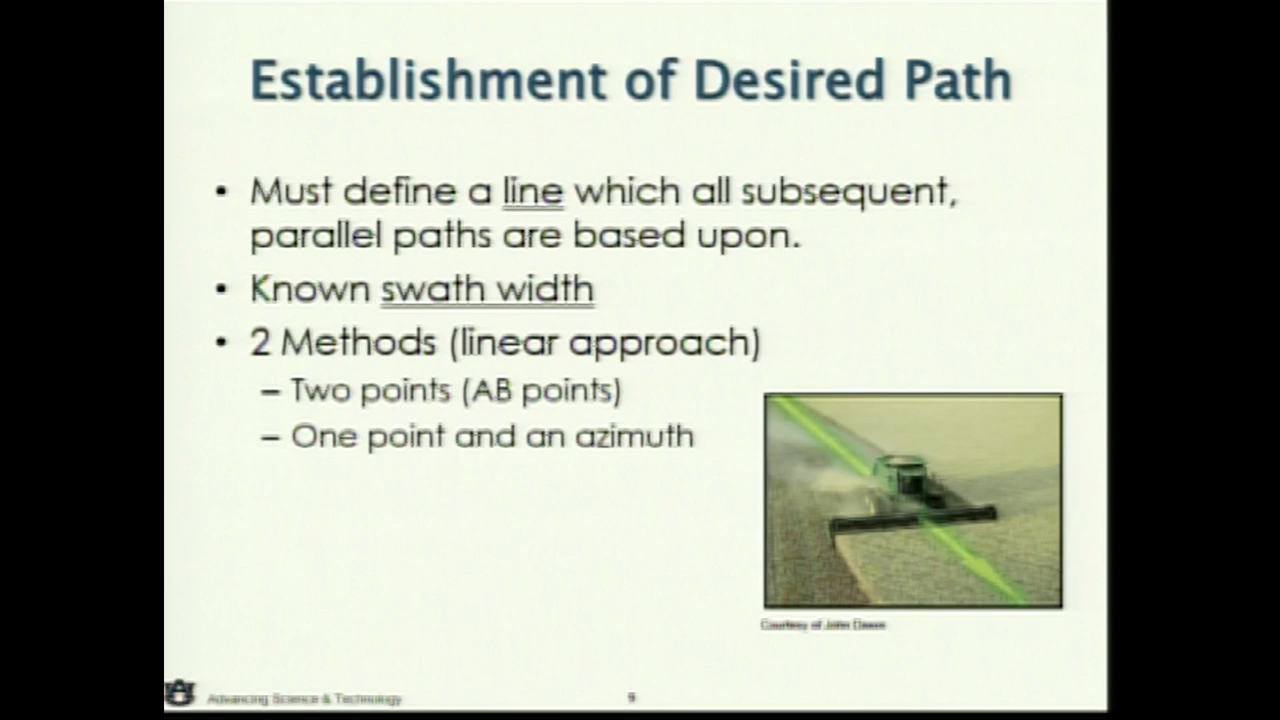 Establishment of Desired Path
• Must define a line which all subsequent,
parallel paths are based upon.
• Known swath width
• 2 Methods (linear approach)
– Two points (AB points)
– One point and an azimuth
Courtesy of John Deere
Advancing Science & Technology
9